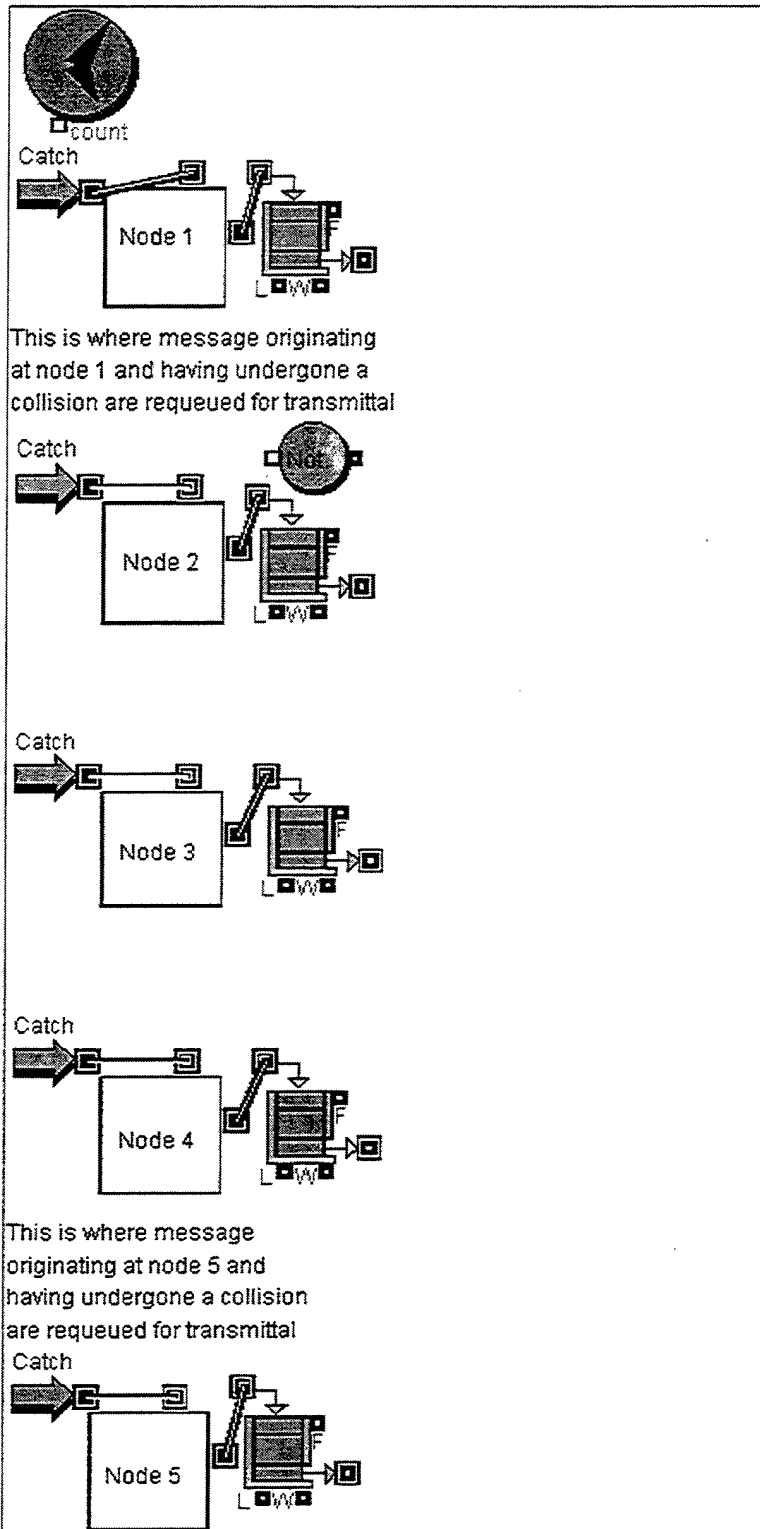 count
Catch
Node 1
F
L W
This is where message originating
at node 1 and having undergone a
collision are requeued for transmittal
Catch
Not
Node 2
F
L W
Catch
Node 3
F
L W
Catch
Node 4
F
L W
This is where message
originating at node 5 and
having undergone a collision
are requeued for transmittal
Catch
Node 5
F
L W